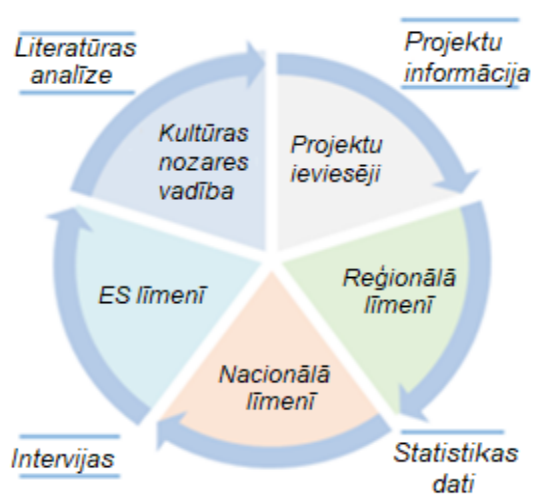 Literatūras
analīze
Projektu
informācija
Kultūras
nozares
vadība
Projektu
ieviesēji
ES līmenī
Reģionālā
līmenī
Nacionālā
līmenī
Intervijas
Statistikas
dati